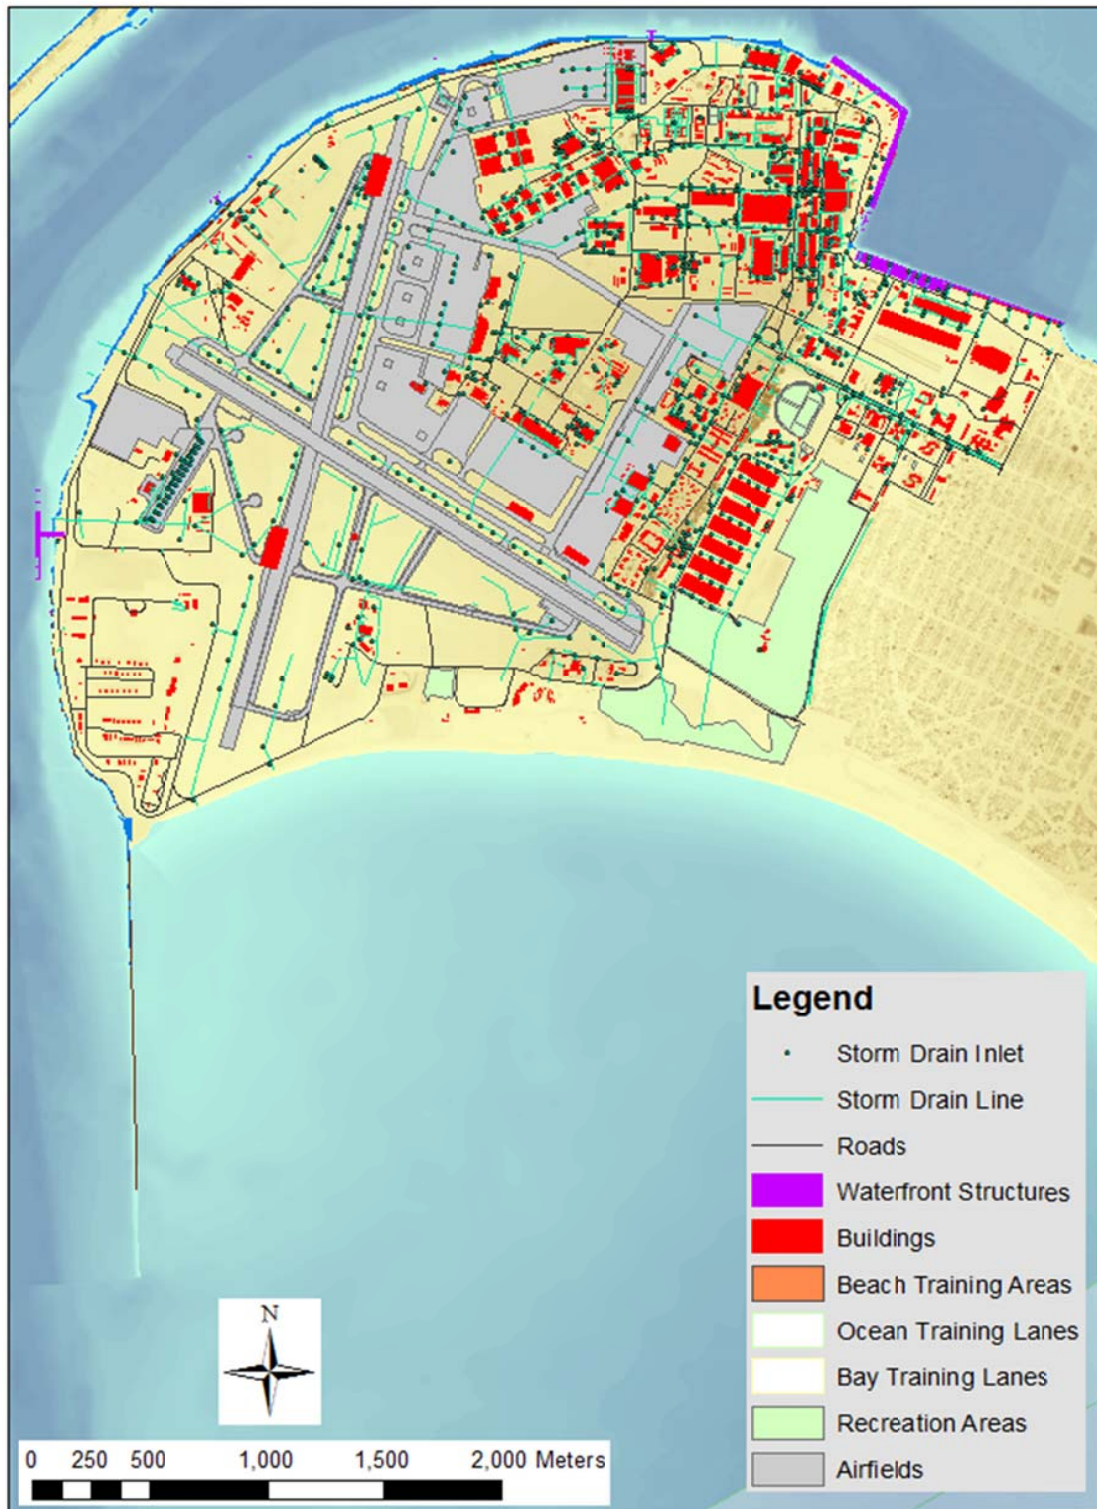 Legend
Storm Drain Inlet
Storm Drain Line
Roads
Waterfront Structures
Buildings
Beach Training Areas
Ocean Training Lanes
Bay Training Lanes
Recreation Areas
Airfields
N
0 250 500 1,000 1,500 2,000 Meters